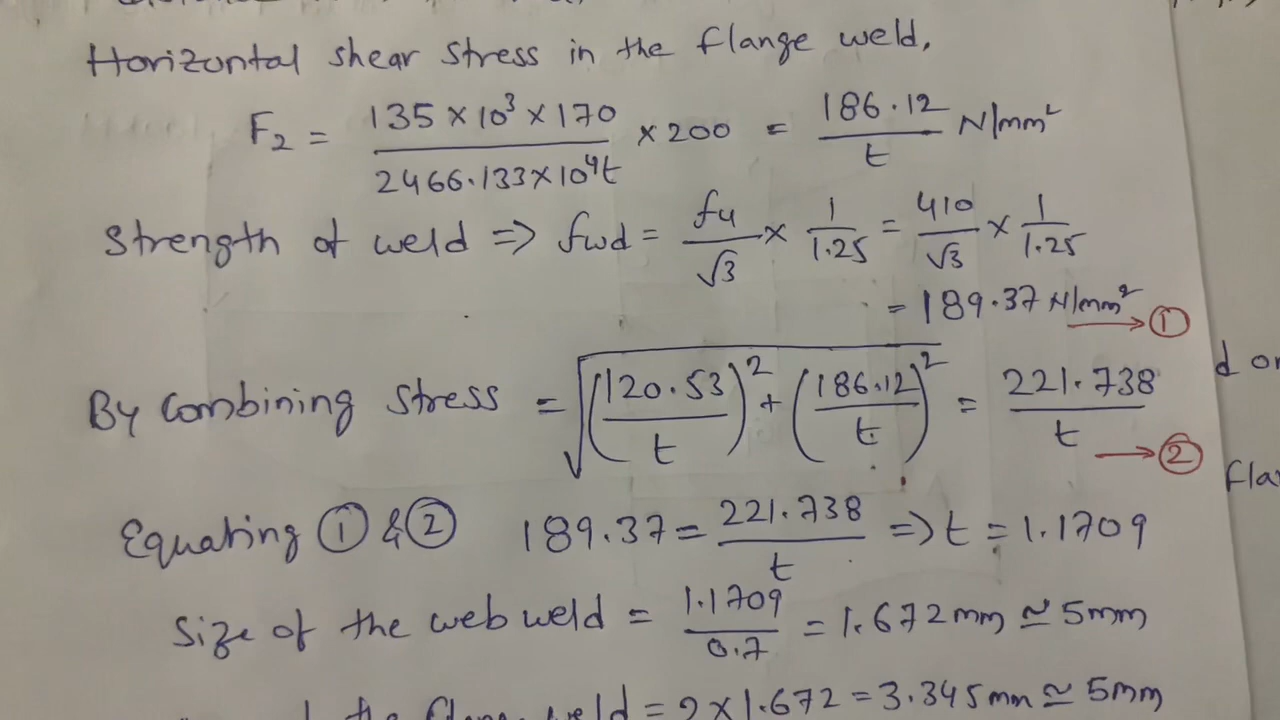 Horizontal shear stress in the flange weld,
F₂ = (135 × 10³ × 170)/(2466.133 × 10⁴t) × 200 = 186.12/t N/mm²
Strength of weld => fwd = fu/√3 × 1/1.25 = 410/√3 × 1/1.25
= 189.37 N/mm² → ①
By Combining stress = √((120.53/t)² + (186.12/t)²) = 221.738/t → ②
Equating ① & ② 189.37 = 221.738/t => t = 1.1709
Size of the web weld = 1.1709/0.7 = 1.672 mm ≃ 5mm
the flange weld = 2 × 1.672 = 3.345 mm ≃ 5mm